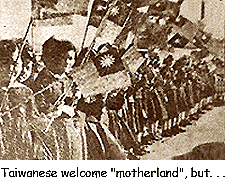 Taiwanese welcome "motherland", but. . .